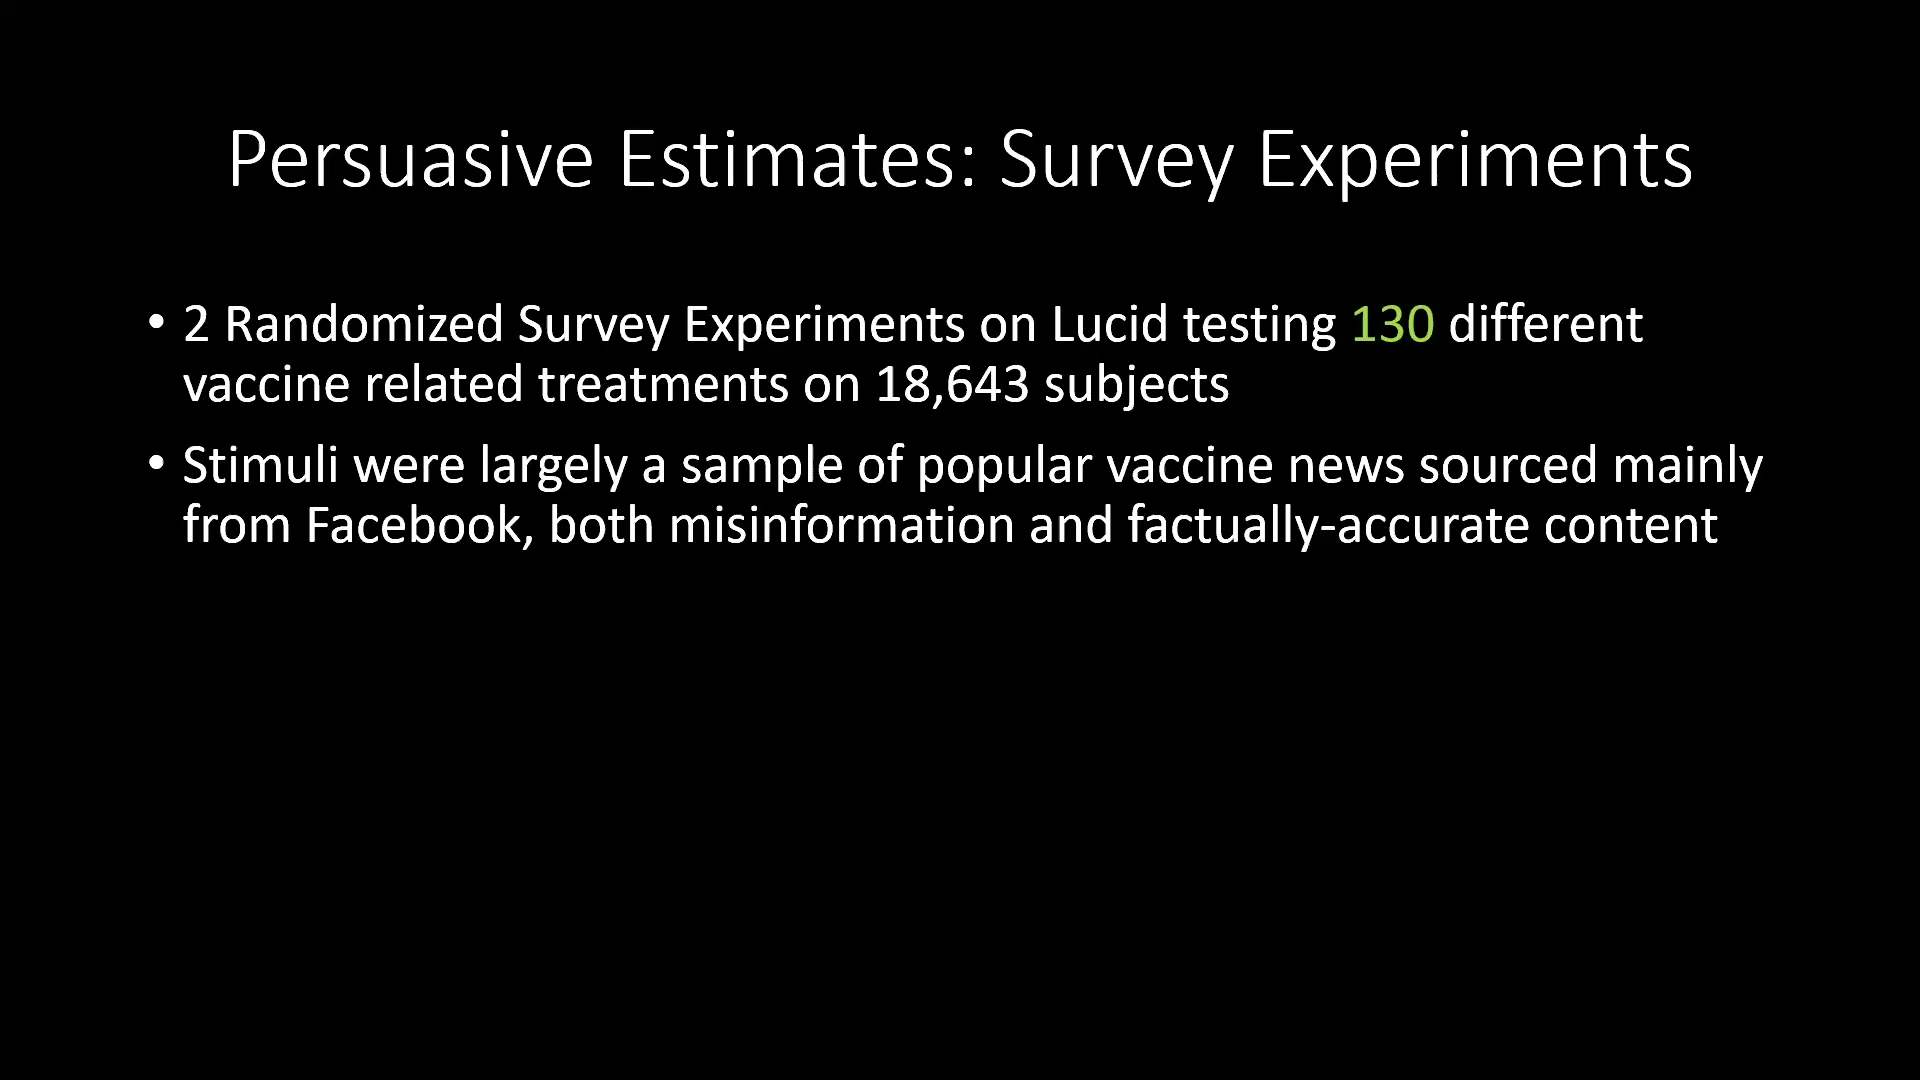 Persuasive Estimates: Survey Experiments
• 2 Randomized Survey Experiments on Lucid testing 130 different
vaccine related treatments on 18,643 subjects
• Stimuli were largely a sample of popular vaccine news sourced mainly
from Facebook, both misinformation and factually-accurate content